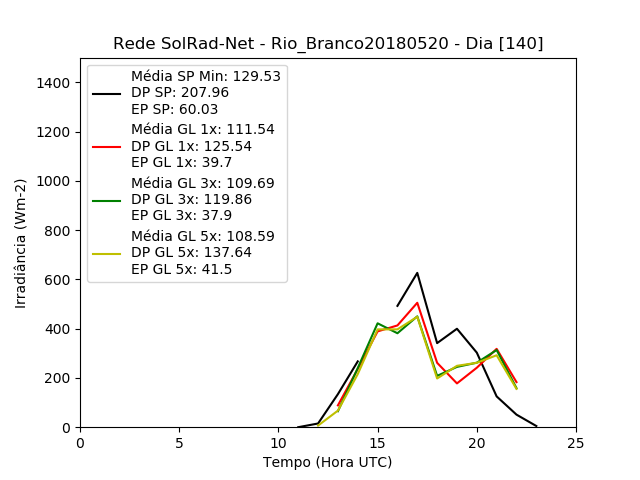 Rede SolRad-Net - Rio_Branco20180520 - Dia [140]
Média SP Min: 129.53
DP SP: 207.96
EP SP: 60.03
Média GL 1x: 111.54
DP GL 1x: 125.54
EP GL 1x: 39.7
Média GL 3x: 109.69
DP GL 3x: 119.86
EP GL 3x: 37.9
Média GL 5x: 108.59
DP GL 5x: 137.64
EP GL 5x: 41.5
Irradiância (Wm-2)
1400
1200
1000
800
600
400
200
0
0 5 10 15 20 25
Tempo (Hora UTC)